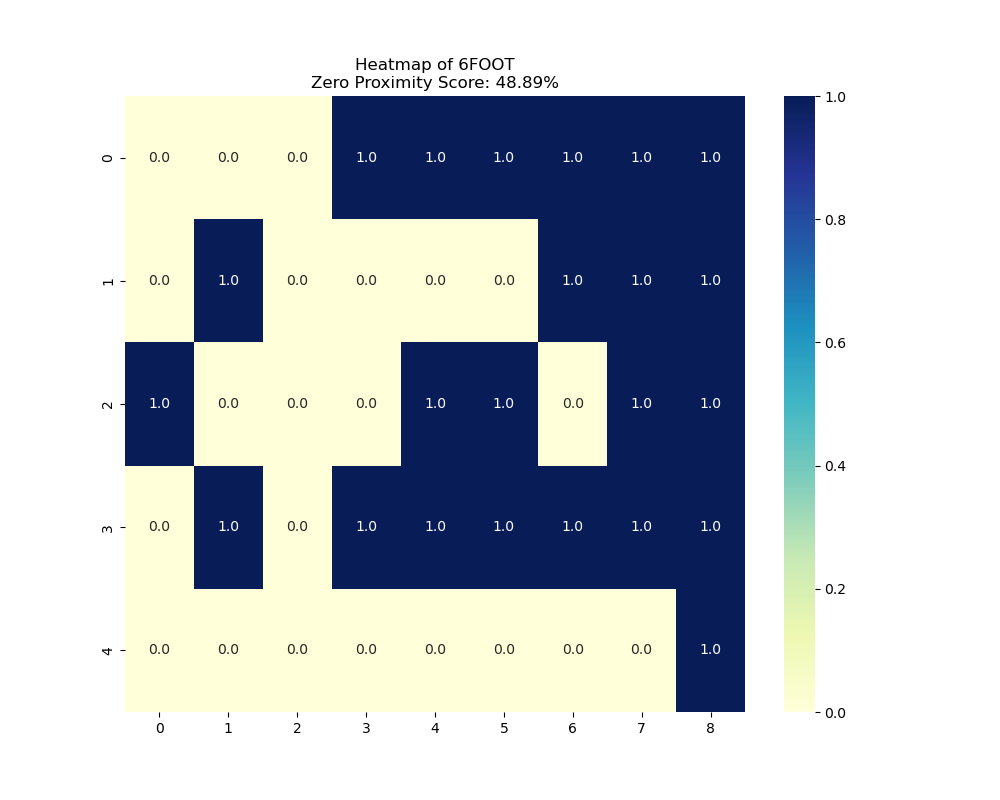 Heatmap of 6FOOT
Zero Proximity Score: 48.89%
0 0.0 0.0 0.0 1.0 1.0 1.0 1.0 1.0 1.0
1 0.0 1.0 0.0 0.0 0.0 0.0 1.0 1.0 1.0
2 1.0 0.0 0.0 0.0 1.0 1.0 0.0 1.0 1.0
3 0.0 1.0 0.0 1.0 1.0 1.0 1.0 1.0 1.0
4 0.0 0.0 0.0 0.0 0.0 0.0 0.0 0.0 1.0
0 1 2 3 4 5 6 7 8
1.0
0.8
0.6
0.4
0.2
0.0